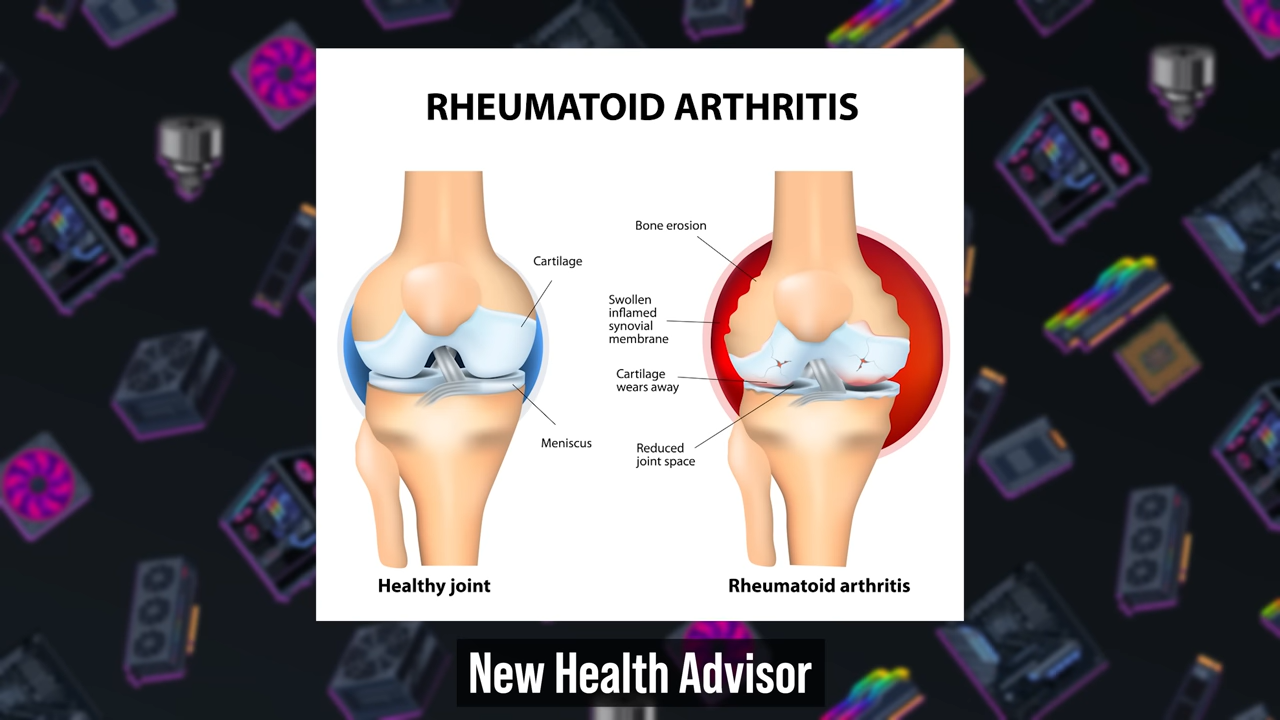 RHEUMATOID ARTHRITIS
Cartilage
Meniscus
Healthy joint
Bone erosion
Swollen
inflamed
synovial
membrane
Cartilage
wears away
Reduced
joint space
Rheumatoid arthritis
New Health Advisor